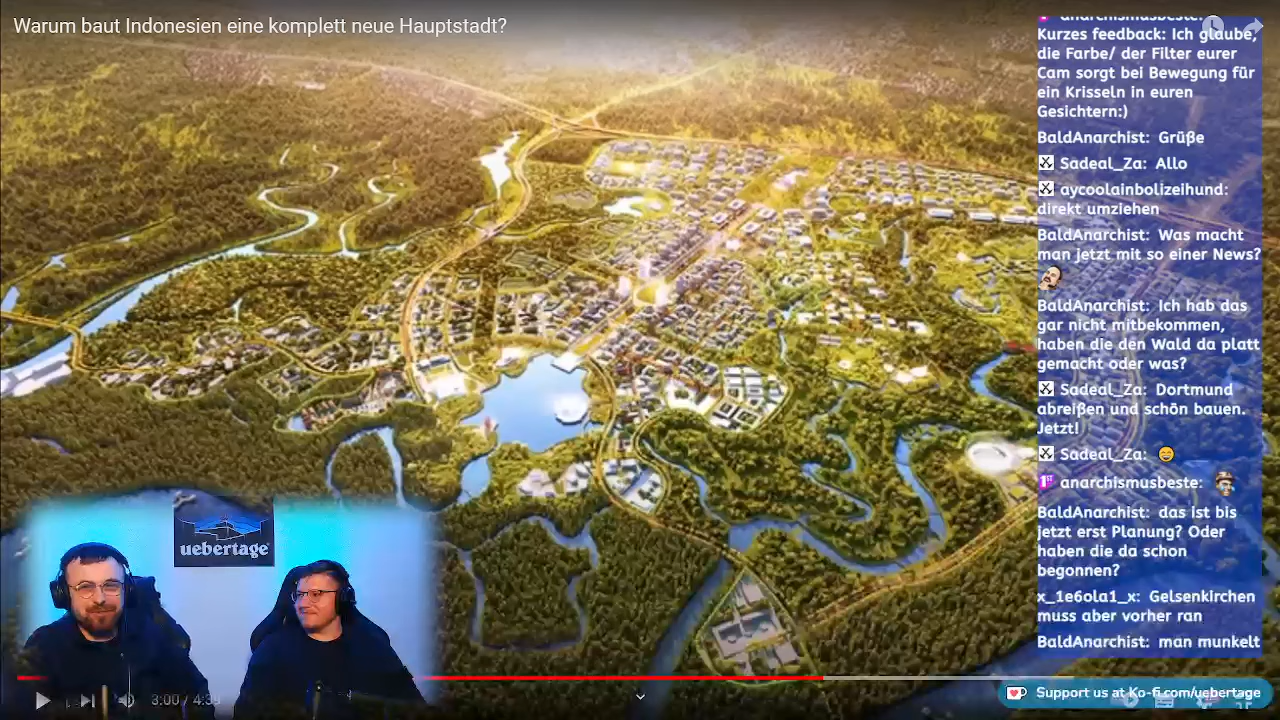 Warum baut Indonesien eine komplett neue Hauptstadt?
anarchismusbeste:
Kurzes feedback: Ich glaube,
die Farbe/ der Filter eurer
Cam sorgt bei Bewegung für
ein Krisseln in euren
Gesichtern:)
BaldAnarchist: Grüße
Sadeal_Za: Allo
aycoolainbolizeihund:
direkt umziehen
BaldAnarchist: Was macht
man jetzt mit so einer News?
BaldAnarchist: Ich hab das
gar nicht mitbekommen,
haben die den Wald da platt
gemacht oder was?
Sadeal_Za: Dortmund
abreißen und schön bauen.
Jetzt!
Sadeal_Za: 😄
1ST anarchismusbeste:
BaldAnarchist: das ist bis
jetzt erst Planung? Oder
haben die da schon
begonnen?
x_1e6ola1_x: Gelsenkirchen
muss aber vorher ran
BaldAnarchist: man munkelt
uebertage
3:00 / 4:39
Support us at Ko-fi.com/uebertage